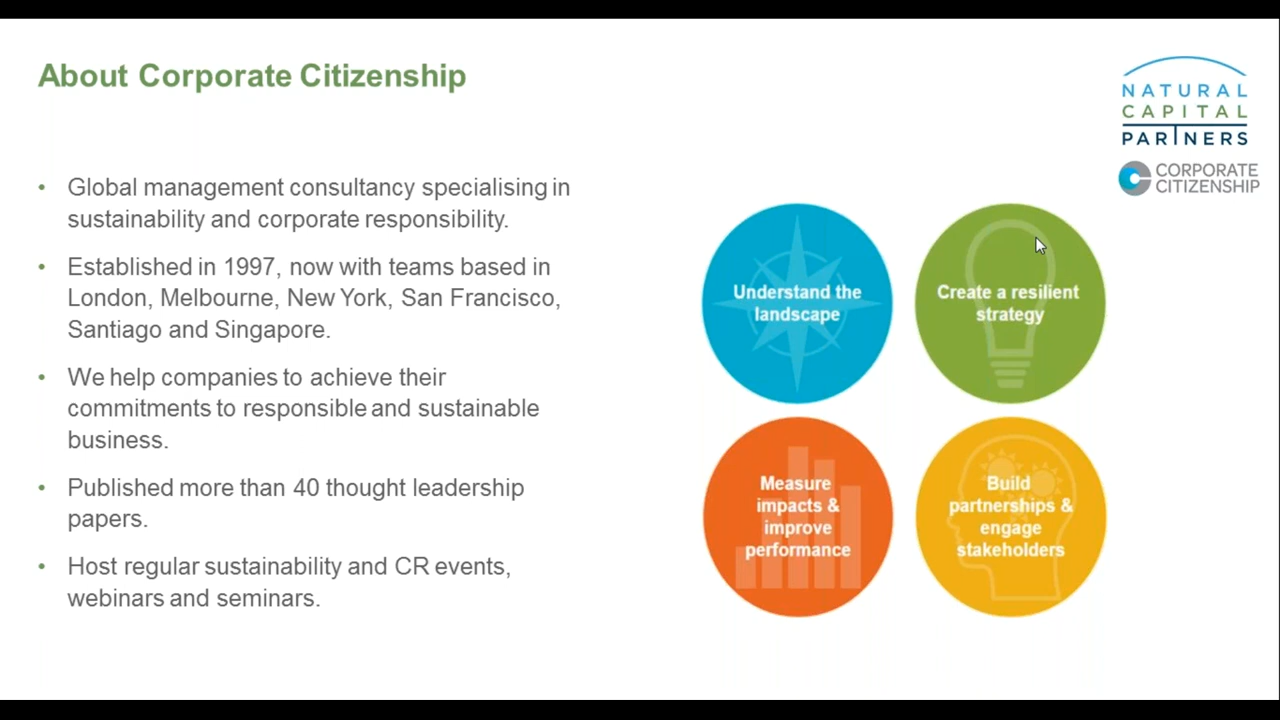 About Corporate Citizenship
NATURAL
CAPITAL
PARTNERS
CORPORATE
CITIZENSHIP
• Global management consultancy specialising in
sustainability and corporate responsibility.
• Established in 1997, now with teams based in
London, Melbourne, New York, San Francisco,
Santiago and Singapore.
• We help companies to achieve their
commitments to responsible and sustainable
business.
• Published more than 40 thought leadership
papers.
• Host regular sustainability and CR events,
webinars and seminars.
Understand the
landscape
Create a resilient
strategy
Measure
impacts &
improve
performance
Build
partnerships &
engage
stakeholders